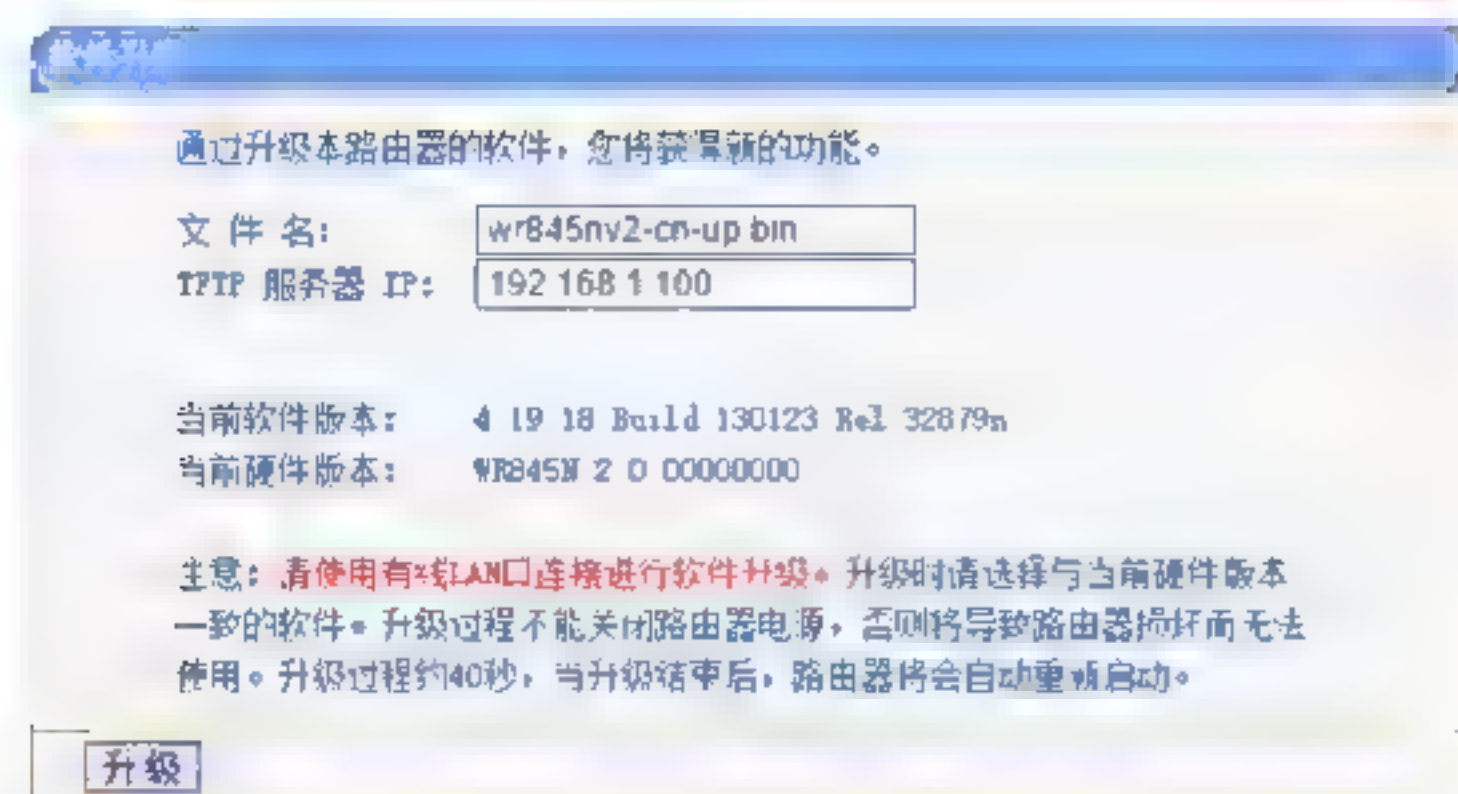 通过升级本路由器的软件，您将获得新的功能。
文 件 名： wr845nv2-cn-up bin
TFTP 服务器 IP： 192 168 1 100
当前软件版本： 4 19 18 Build 130123 Rel 32879n
当前硬件版本： WR845N 2 0 00000000
注意：请使用有线LAN口连接进行软件升级。升级时请选择与当前硬件版本
一致的软件。升级过程不能关闭路由器电源，否则将导致路由器损坏而无法
使用。升级过程约40秒，当升级结束后，路由器将会自动重新启动。
升 级